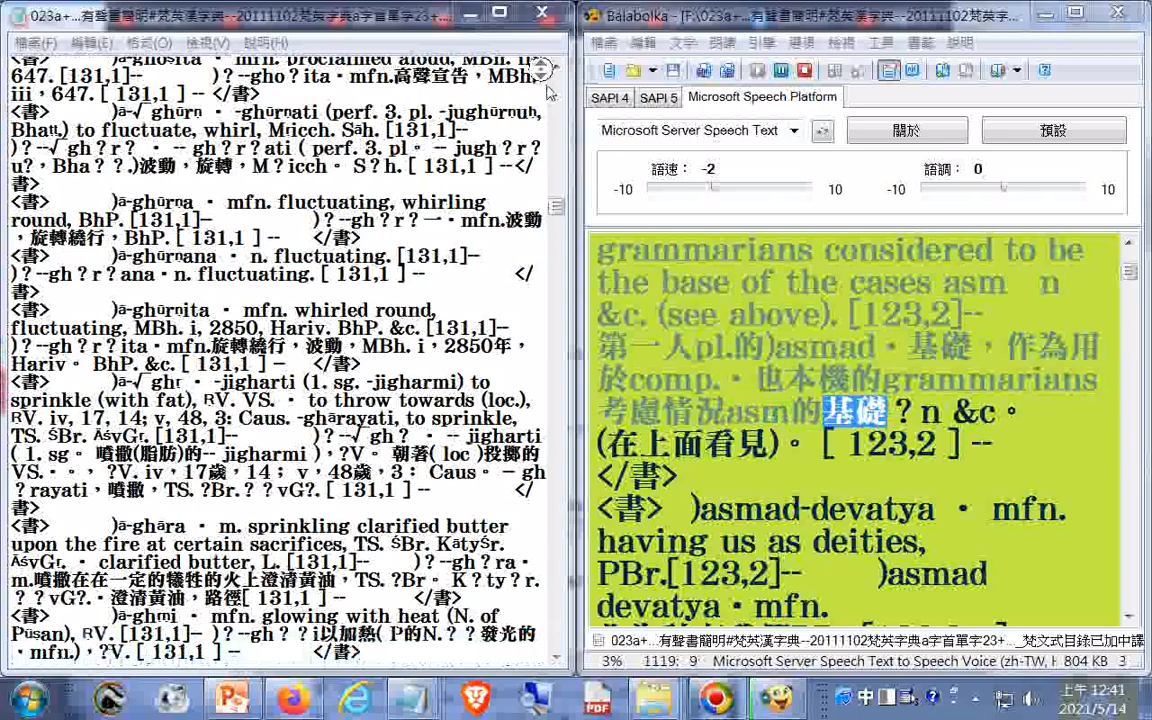 023a+...有聲書簡明#梵英漢字典--20111102梵英字典a字首單字23+...
檔案(F) 編輯(E) 格式(O) 檢視(V) 說明(H)
647. [131,1]-- )?--gho?ita‧mfn.高聲宣告，MBh.
iii，647. [ 131,1 ] -- </書>
<書> )ā-√ ghūrṇ ‧ -ghūrṇati (perf. 3. pl. -jughūrṇuḥ,
Bhaṭṭ.) to fluctuate, whirl, Mṛicch. Sāh. [131,1]--
)?--√ gh?r? ‧ -- gh?r?ati ( perf. 3. pl。 -- jugh?r?
u?, Bha??.)波動，旋轉，M?icch。 S?h. [ 131,1 ] --</
書>
<書> )ā-ghūrṇa ‧ mfn. fluctuating, whirling
round, BhP. [131,1]-- )?--gh?r?一‧mfn.波動
，旋轉繞行，BhP. [ 131,1 ] -- </書>
<書> )ā-ghūrṇana ‧ n. fluctuating. [131,1]--
)?--gh?r?ana‧n. fluctuating. [ 131,1 ] -- </
書>
<書> )ā-ghūrṇita ‧ mfn. whirled round,
fluctuating, MBh. i, 2850, Hariv. BhP. &c. [131,1]--
)?--gh?r?ita‧mfn.旋轉繞行，波動，MBh. i，2850年，
Hariv。 BhP. &c. [ 131,1 ] -- </書>
<書> )ā-√ ghṛ ‧ -jigharti (1. sg. -jigharmi) to
sprinkle (with fat), ṚV. VS. ‧ to throw towards (loc.),
ṚV. iv, 17, 14; v, 48, 3: Caus. -ghārayati, to sprinkle,
TS. ŚBr. ĀśvGṛ. [131,1]-- )?--√ gh? ‧ -- jigharti
( 1. sg。 噴撒(脂肪)的-- jigharmi )，?V。 朝著( loc )投擲的
VS.‧，?V. iv，17歲，14； v，48歲，3：Caus。－gh
?rayati，噴撒，TS. ?Br.??vG?. [ 131,1 ] -- </
書>
<書> )ā-ghāra ‧ m. sprinkling clarified butter
upon the fire at certain sacrifices, TS. ŚBr. KātyŚr.
ĀśvGṛ. ‧ clarified butter, L. [131,1]-- )?--gh?ra‧
m.噴撒在在一定的犧牲的火上澄清黃油，TS. ?Br。 K?ty?r.
??vG?.‧澄清黃油，路徑[ 131,1 ] -- </書>
<書> )ā-ghṛṇi ‧ mfn. glowing with heat (N. of
Pūṣan), ṚV. [131,1]-- )?--gh??i以加熱( P的N.??發光的
‧mfn.)，?V。 [ 131,1 ] -- </書>
Balabolka - [F:\023a+...有聲書簡明#梵英漢字典--20111102梵英字...
檔案 編輯 文字 朗讀 引擎 選項 檢視 工具 書籤 說明
SAPI 4 SAPI 5 Microsoft Speech Platform
Microsoft Server Speech Text 關於 預設
語速： -2 語調： 0
-10 10 -10 10
grammarians considered to be
the base of the cases asm n
&c. (see above). [123,2]--
第一人pl.的)asmad‧基礎，作為用
於comp.‧也本機的grammarians
考慮情況asm的基礎？n &c。
(在上面看見)。 [ 123,2 ] --
</書>
<書> )asmad-devatya ‧ mfn.
having us as deities,
PBr.[123,2]-- )asmad
devatya‧mfn.
023a+...有聲書簡明#梵英漢字典--20111102梵英字典a字首單字23+..._梵文式目錄已加中譯
3% 1119: 9 Microsoft Server Speech Text to Speech Voice (zh-TW, H 804 KB 3
中
上午 12:41
2021/5/14